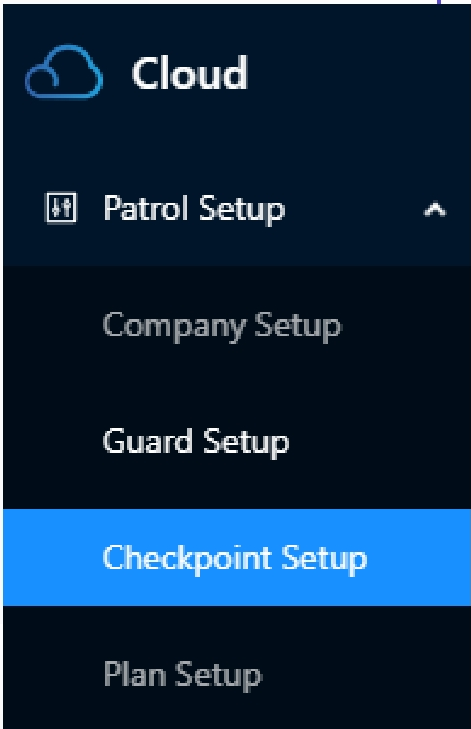 Cloud
Patrol Setup
Company Setup
Guard Setup
Checkpoint Setup
Plan Setup